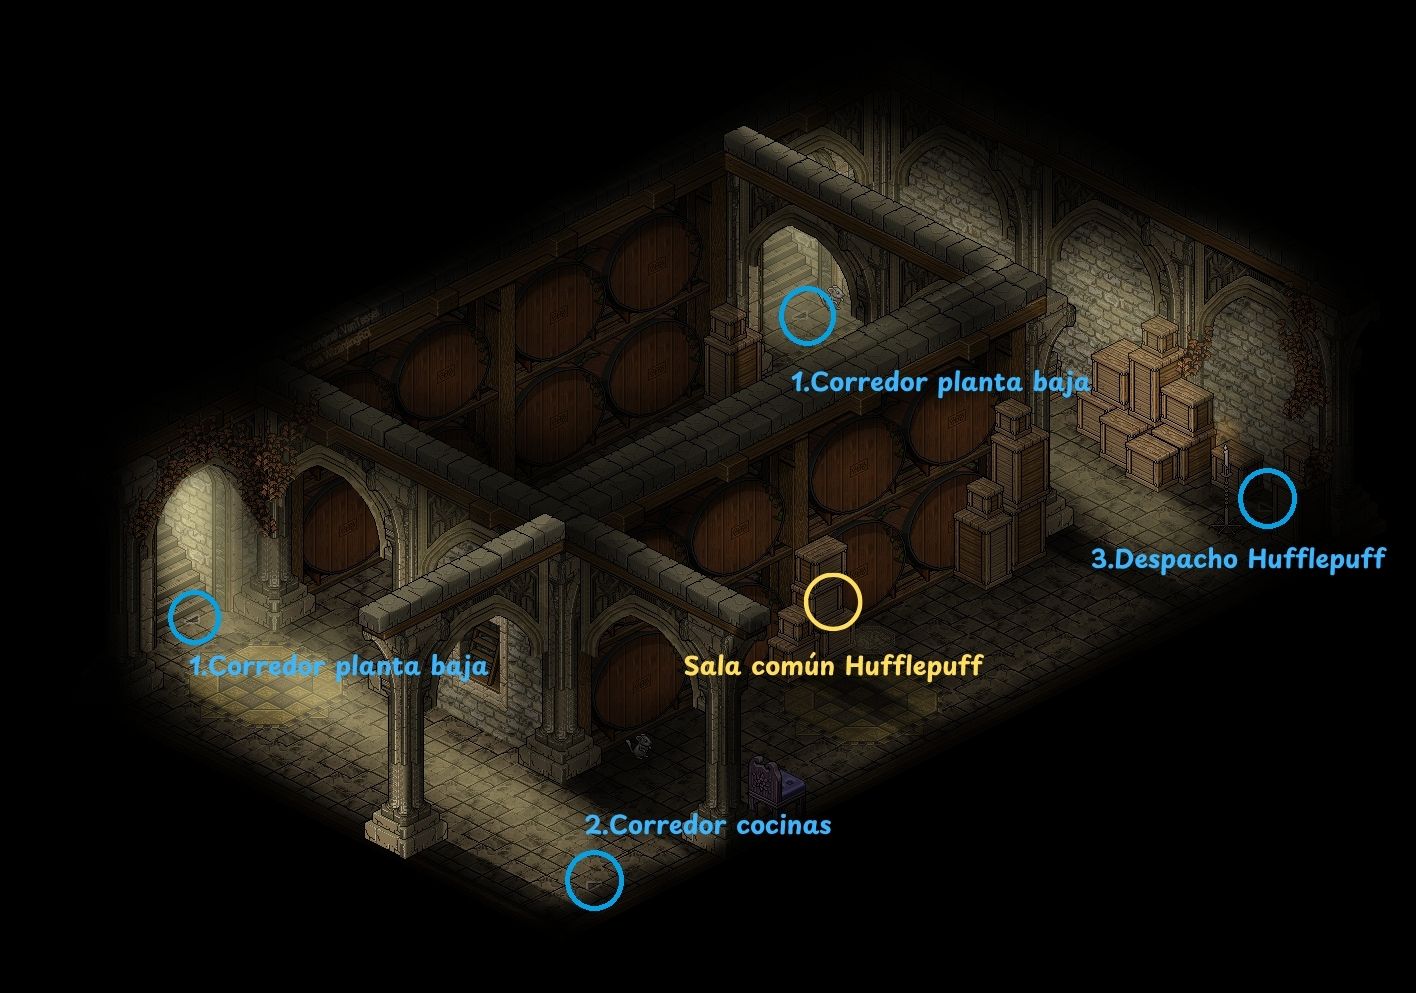 1.Corredor planta baja
3.Despacho Hufflepuff
1.Corredor planta baja
Sala común Hufflepuff
2.Corredor cocinas